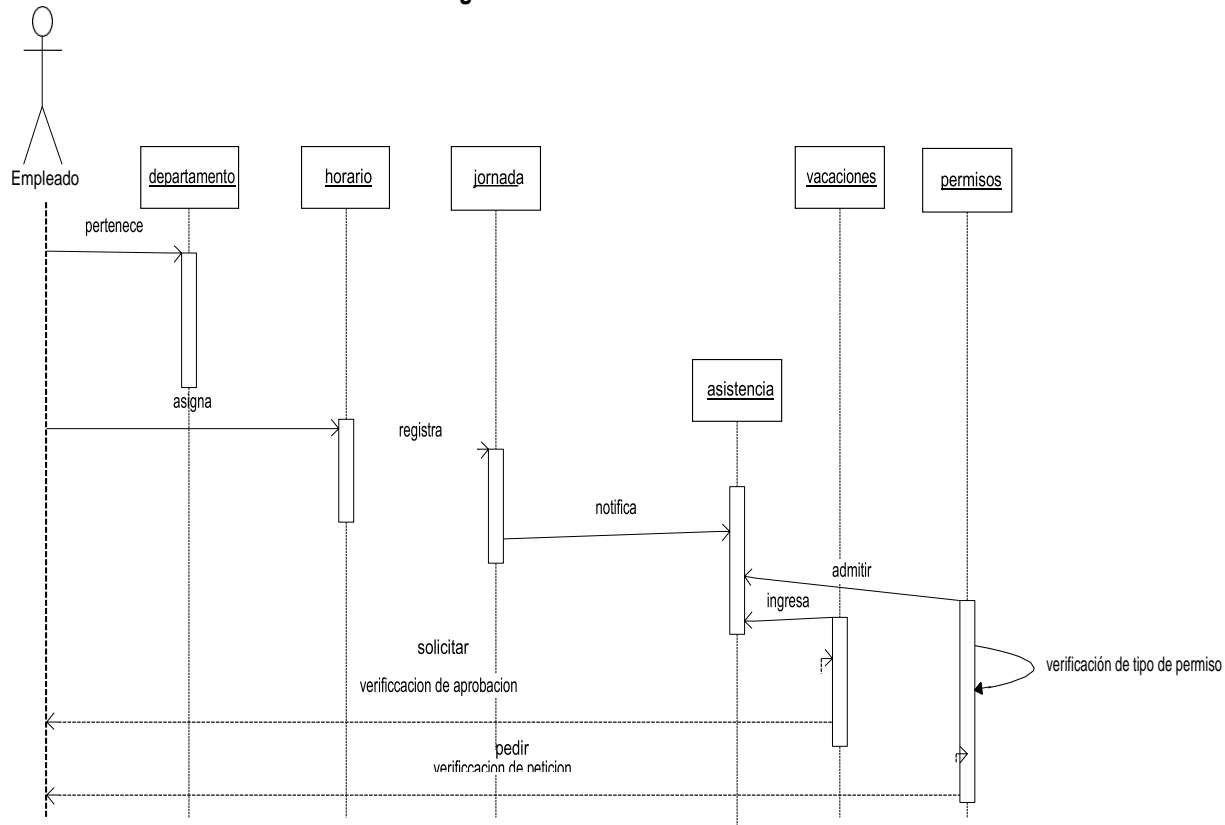 Empleado
departamento
horario
jornada
vacaciones
permisos
pertenece
asistencia
asigna
registra
notifica
admitir
ingresa
solicitar
verificación de tipo de permiso
verificcacion de aprobacion
pedir
verificcacion de peticion